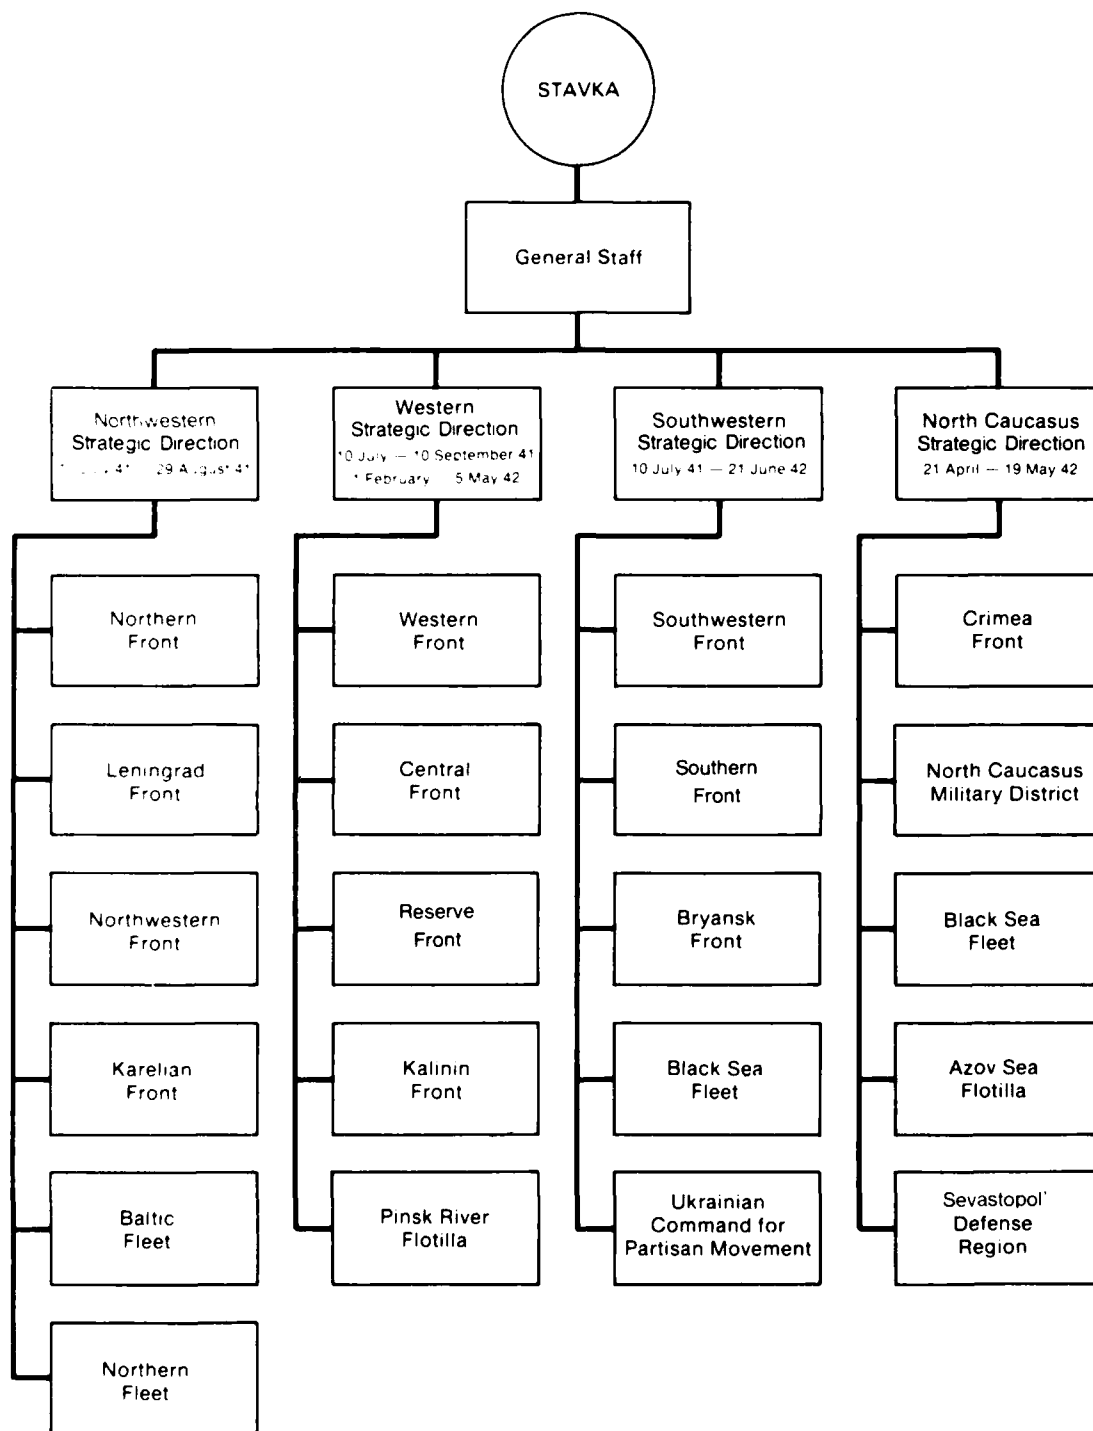 STAVKA
General Staff
Northwestern
Strategic Direction
41 29 August 41
Western
Strategic Direction
10 July — 10 September 41
1 February 5 May 42
Southwestern
Strategic Direction
10 July 41 — 21 June 42
North Caucasus
Strategic Direction
21 April — 19 May 42
Northern
Front
Leningrad
Front
Northwestern
Front
Karelian
Front
Baltic
Fleet
Northern
Fleet
Western
Front
Central
Front
Reserve
Front
Kalinin
Front
Pinsk River
Flotilla
Southwestern
Front
Southern
Front
Bryansk
Front
Black Sea
Fleet
Ukrainian
Command for
Partisan Movement
Crimea
Front
North Caucasus
Military District
Black Sea
Fleet
Azov Sea
Flotilla
Sevastopol'
Defense
Region